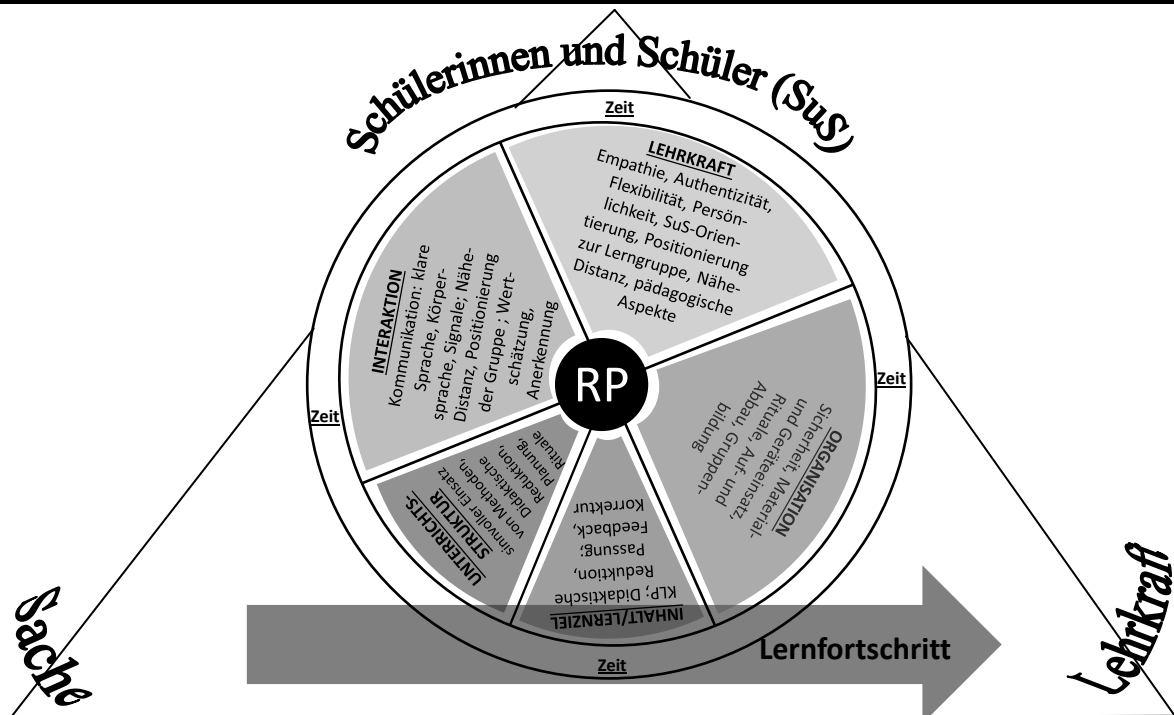 Schülerinnen und Schüler (SuS)
Zeit
LEHRKRAFT
Empathie, Authentizität,
Flexibilität, Persön-
lichkeit, SuS-Orien-
tierung, Positionierung
zur Lerngruppe, Nähe-
Distanz, pädagogische
Aspekte
INTERAKTION
Kommunikation: klare
Sprache, Körper-
sprache, Signale; Nähe-
Distanz, Positionierung
der Gruppe ; Wert-
schätzung,
Anerkennung
RP
Zeit
Zeit
ORGANISATION
Sicherheit, Material-
und Geräteeinsatz,
Rituale, Auf- und
Abbau, Gruppen-
bildung
UNTERRICHTS-
STRUKTUR
sinnvoller Einsatz
von Methoden,
Didaktische
Reduktion,
Planung,
Rituale
INHALT/LERNZIEL
KLP; Didaktische
Reduktion,
Passung;
Feedback,
Korrektur
Zeit
Lernfortschritt
Sache
Lehrkraft